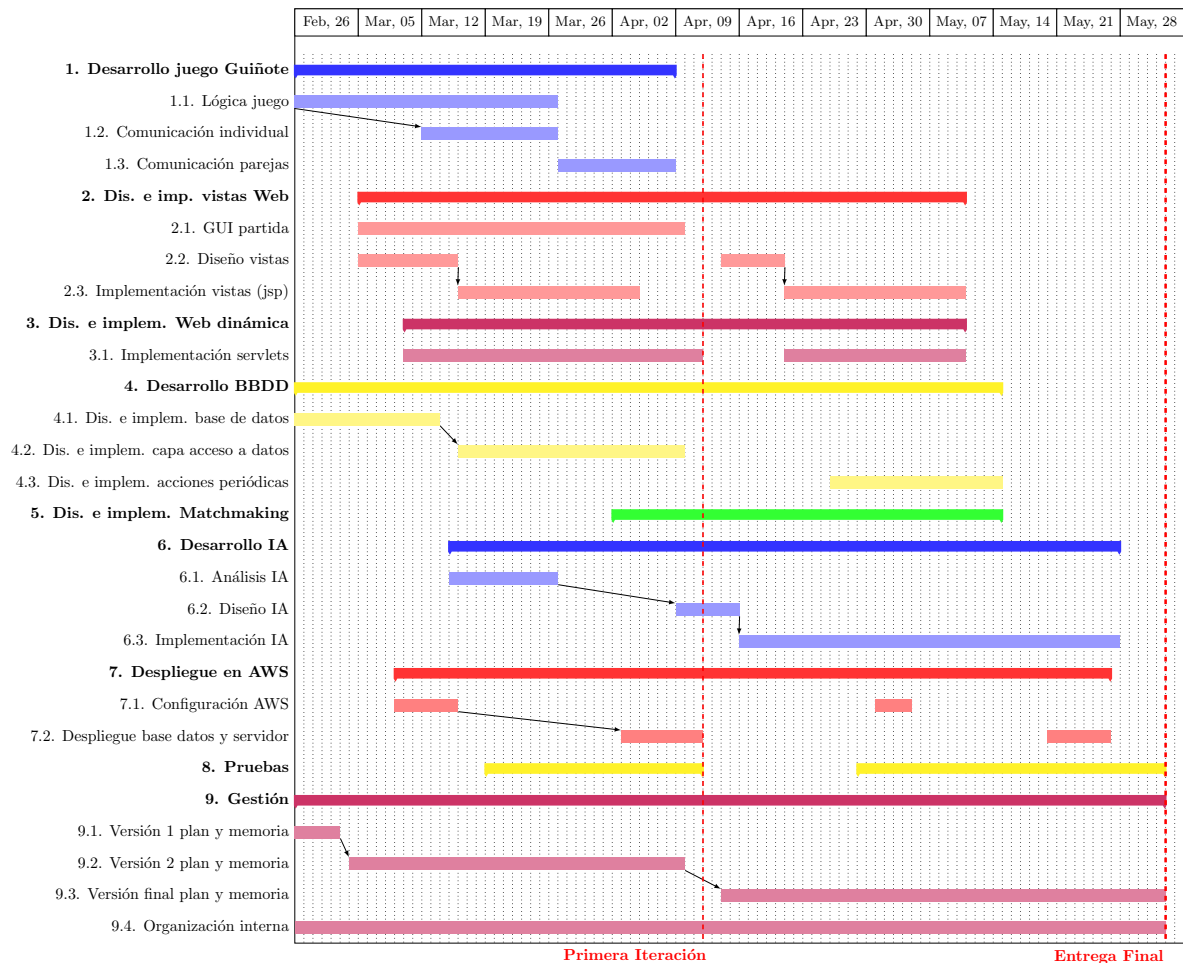 Feb, 26 Mar, 05 Mar, 12 Mar, 19 Mar, 26 Apr, 02 Apr, 09 Apr, 16 Apr, 23 Apr, 30 May, 07 May, 14 May, 21 May, 28
1. Desarrollo juego Guiñote
1.1. Lógica juego
1.2. Comunicación individual
1.3. Comunicación parejas
2. Dis. e imp. vistas Web
2.1. GUI partida
2.2. Diseño vistas
2.3. Implementación vistas (jsp)
3. Dis. e implem. Web dinámica
3.1. Implementación servlets
4. Desarrollo BBDD
4.1. Dis. e implem. base de datos
4.2. Dis. e implem. capa acceso a datos
4.3. Dis. e implem. acciones periódicas
5. Dis. e implem. Matchmaking
6. Desarrollo IA
6.1. Análisis IA
6.2. Diseño IA
6.3. Implementación IA
7. Despliegue en AWS
7.1. Configuración AWS
7.2. Despliegue base datos y servidor
8. Pruebas
9. Gestión
9.1. Versión 1 plan y memoria
9.2. Versión 2 plan y memoria
9.3. Versión final plan y memoria
9.4. Organización interna
Primera Iteración Entrega Final